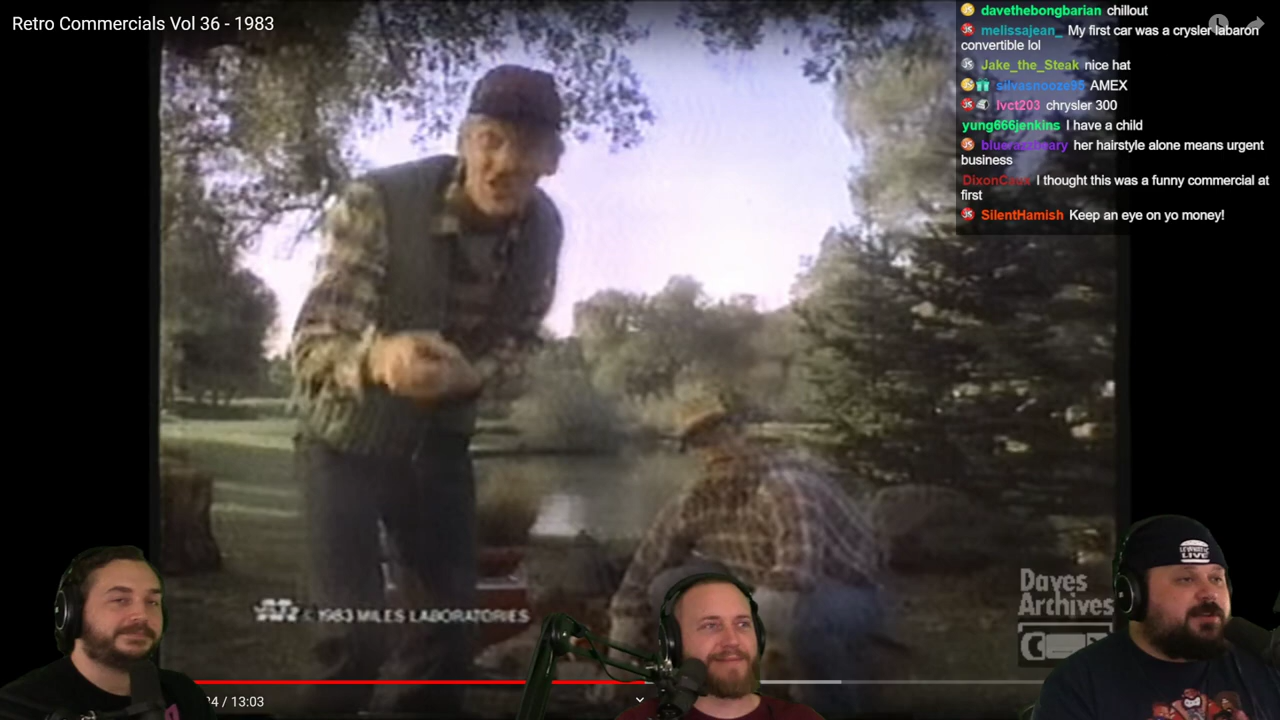 Retro Commercials Vol 36 - 1983
davethebongbarian chillout
melissajean_ My first car was a crysler labaron
convertible lol
Jake_the_Steak nice hat
silvasnooze95 AMEX
lvct203 chrysler 300
yung666jenkins I have a child
her hairstyle alone means urgent
business
I thought this was a funny commercial at
first
SilentHamish Keep an eye on yo money!
© 1983 MILES LABORATORIES
Daves
Archives
LIVE
/ 13:03